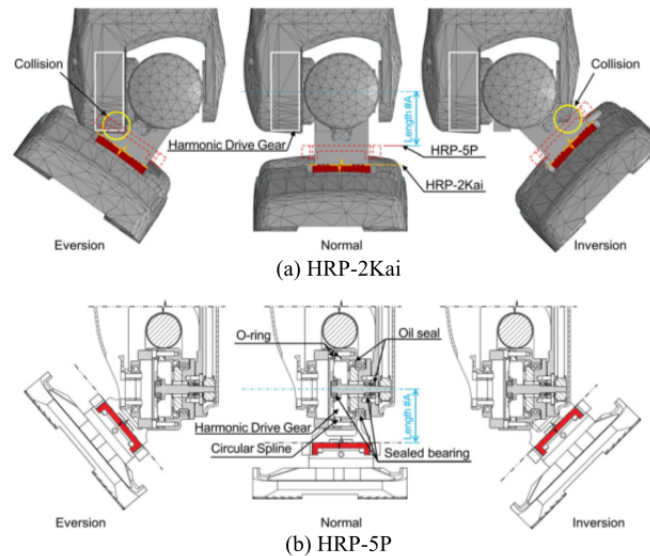 Collision
Collision
Length #A
Harmonic Drive Gear
HRP-5P
HRP-2Kai
Eversion
Normal
Inversion
(a) HRP-2Kai
O-ring
Oil seal
Length #A
Harmonic Drive Gear
Circular Spline
Sealed bearing
Eversion
Normal
Inversion
(b) HRP-5P